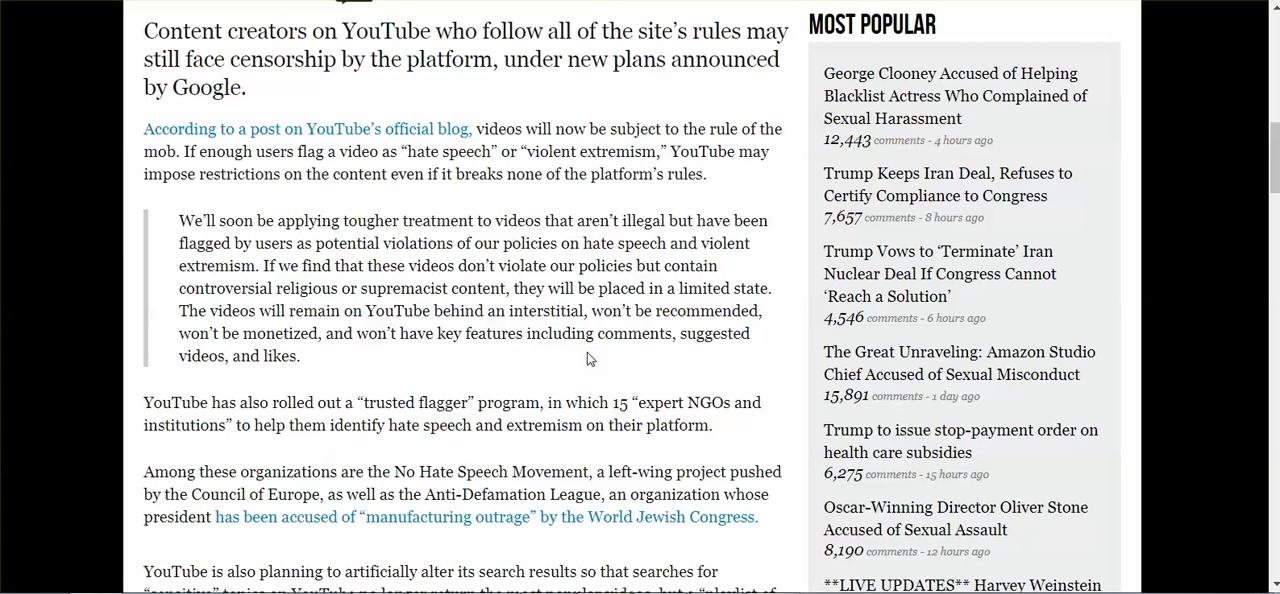 Content creators on YouTube who follow all of the site’s rules may
still face censorship by the platform, under new plans announced
by Google.
According to a post on YouTube’s official blog, videos will now be subject to the rule of the
mob. If enough users flag a video as “hate speech” or “violent extremism,” YouTube may
impose restrictions on the content even if it breaks none of the platform’s rules.
We’ll soon be applying tougher treatment to videos that aren’t illegal but have been
flagged by users as potential violations of our policies on hate speech and violent
extremism. If we find that these videos don’t violate our policies but contain
controversial religious or supremacist content, they will be placed in a limited state.
The videos will remain on YouTube behind an interstitial, won’t be recommended,
won’t be monetized, and won’t have key features including comments, suggested
videos, and likes.
YouTube has also rolled out a “trusted flagger” program, in which 15 “expert NGOs and
institutions” to help them identify hate speech and extremism on their platform.
Among these organizations are the No Hate Speech Movement, a left-wing project pushed
by the Council of Europe, as well as the Anti-Defamation League, an organization whose
president has been accused of “manufacturing outrage” by the World Jewish Congress.
YouTube is also planning to artificially alter its search results so that searches for
“sensitive” topics on YouTube no longer return the most popular videos, but a “playlist of
MOST POPULAR
George Clooney Accused of Helping
Blacklist Actress Who Complained of
Sexual Harassment
12,443 comments - 4 hours ago
Trump Keeps Iran Deal, Refuses to
Certify Compliance to Congress
7,657 comments - 8 hours ago
Trump Vows to ‘Terminate’ Iran
Nuclear Deal If Congress Cannot
‘Reach a Solution’
4,546 comments - 6 hours ago
The Great Unraveling: Amazon Studio
Chief Accused of Sexual Misconduct
15,891 comments - 1 day ago
Trump to issue stop-payment order on
health care subsidies
6,275 comments - 15 hours ago
Oscar-Winning Director Oliver Stone
Accused of Sexual Assault
8,190 comments - 12 hours ago
**LIVE UPDATES** Harvey Weinstein